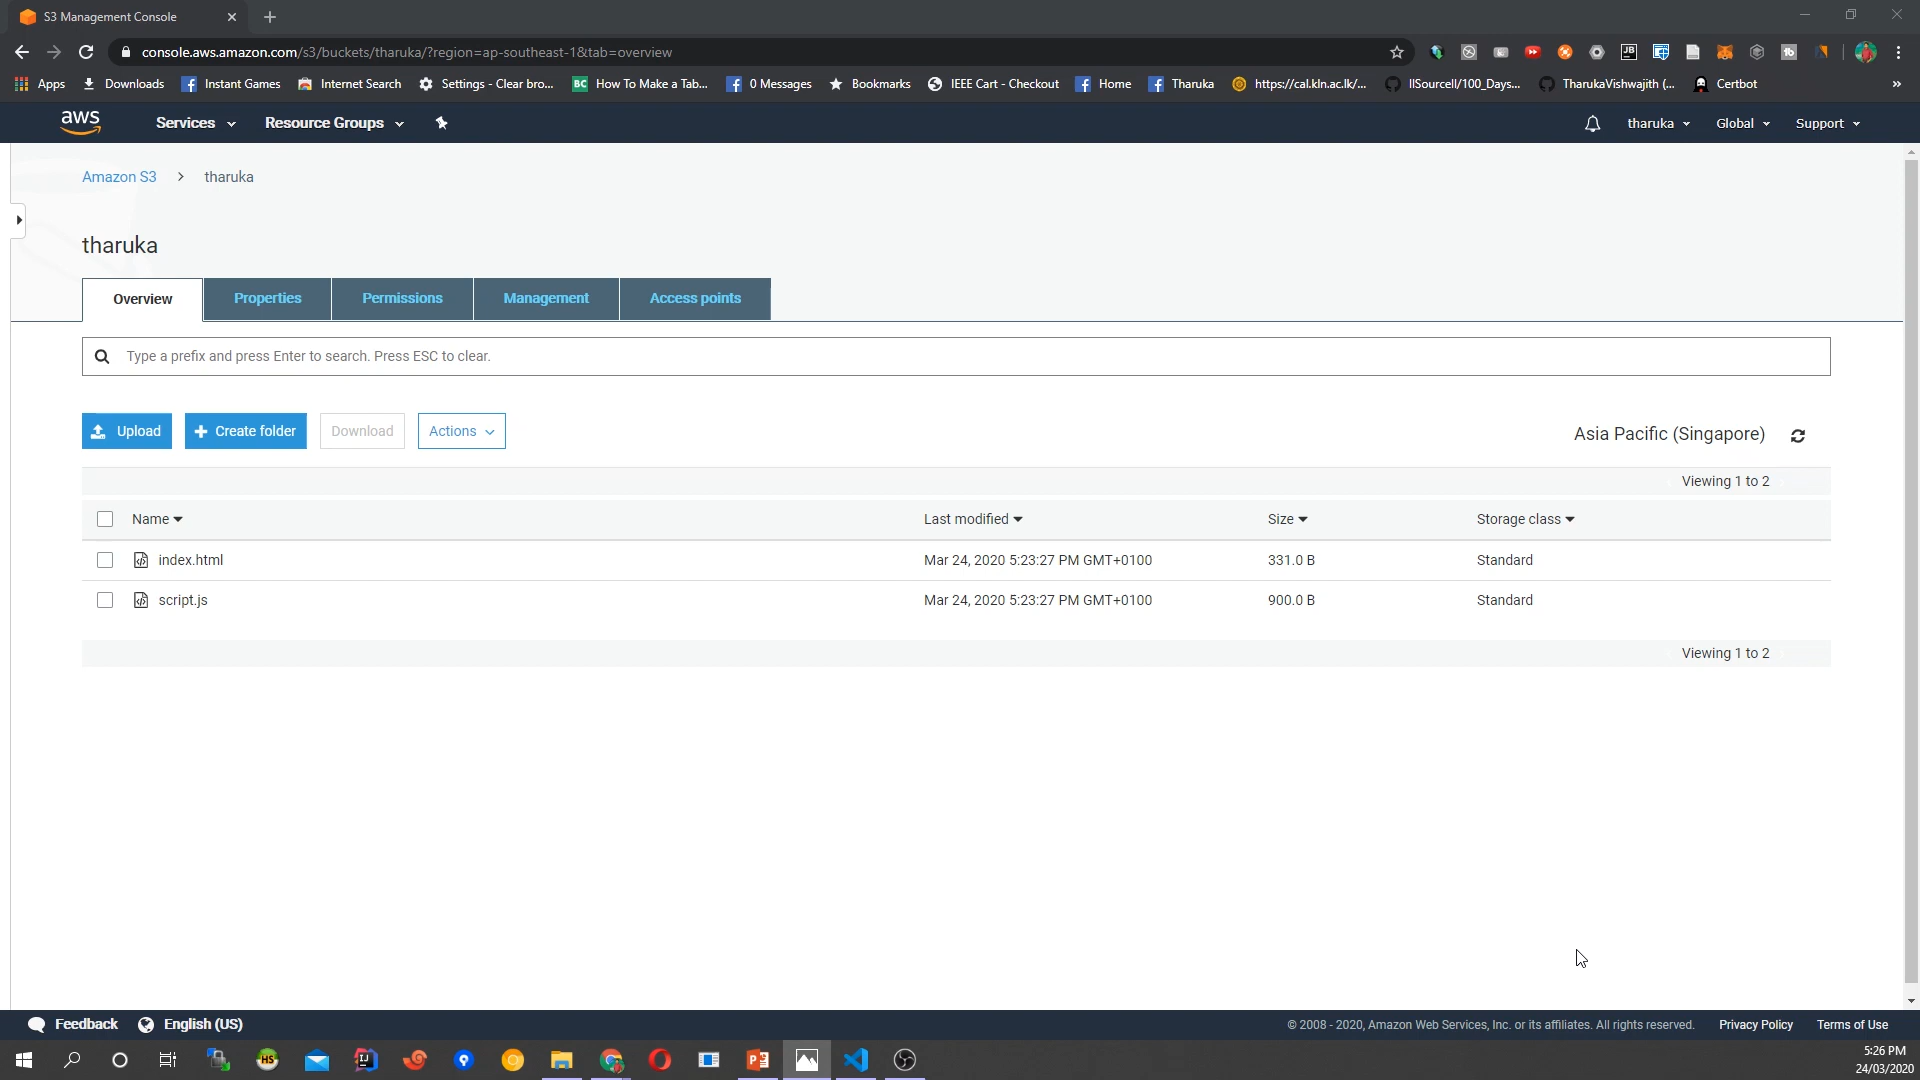 S3 Management Console
console.aws.amazon.com/s3/buckets/tharuka/?region=ap-southeast-1&tab=overview
Apps Downloads Instant Games Internet Search Settings - Clear bro... How To Make a Tab... 0 Messages Bookmarks IEEE Cart - Checkout Home Tharuka https://cal.kln.ac.lk/... llSourcell/100_Days... TharukaVishwajith (... Certbot »
aws Services Resource Groups tharuka Global Support
Amazon S3 > tharuka
tharuka
Overview Properties Permissions Management Access points
Type a prefix and press Enter to search. Press ESC to clear.
Upload + Create folder Download Actions Asia Pacific (Singapore)
Viewing 1 to 2
Name Last modified Size Storage class
index.html Mar 24, 2020 5:23:27 PM GMT+0100 331.0 B Standard
script.js Mar 24, 2020 5:23:27 PM GMT+0100 900.0 B Standard
Viewing 1 to 2
Feedback English (US) © 2008 - 2020, Amazon Web Services, Inc. or its affiliates. All rights reserved. Privacy Policy Terms of Use
5:26 PM
24/03/2020